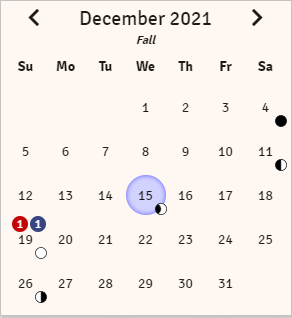 December 2021
Fall
Su Mo Tu We Th Fr Sa
1 2 3 4
5 6 7 8 9 10 11
12 13 14 15 16 17 18
1 1
19 20 21 22 23 24 25
26 27 28 29 30 31